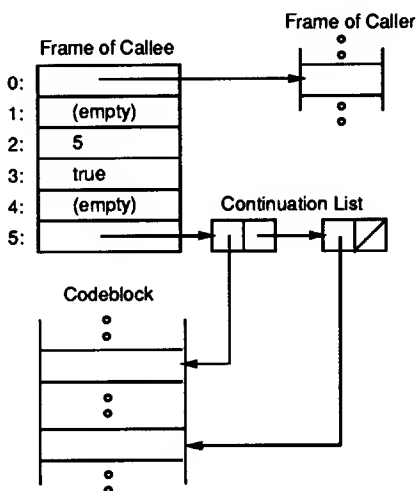 Frame of Caller
Frame of Callee
0:
1: (empty)
2: 5
3: true
4: (empty)
5:
Continuation List
Codeblock